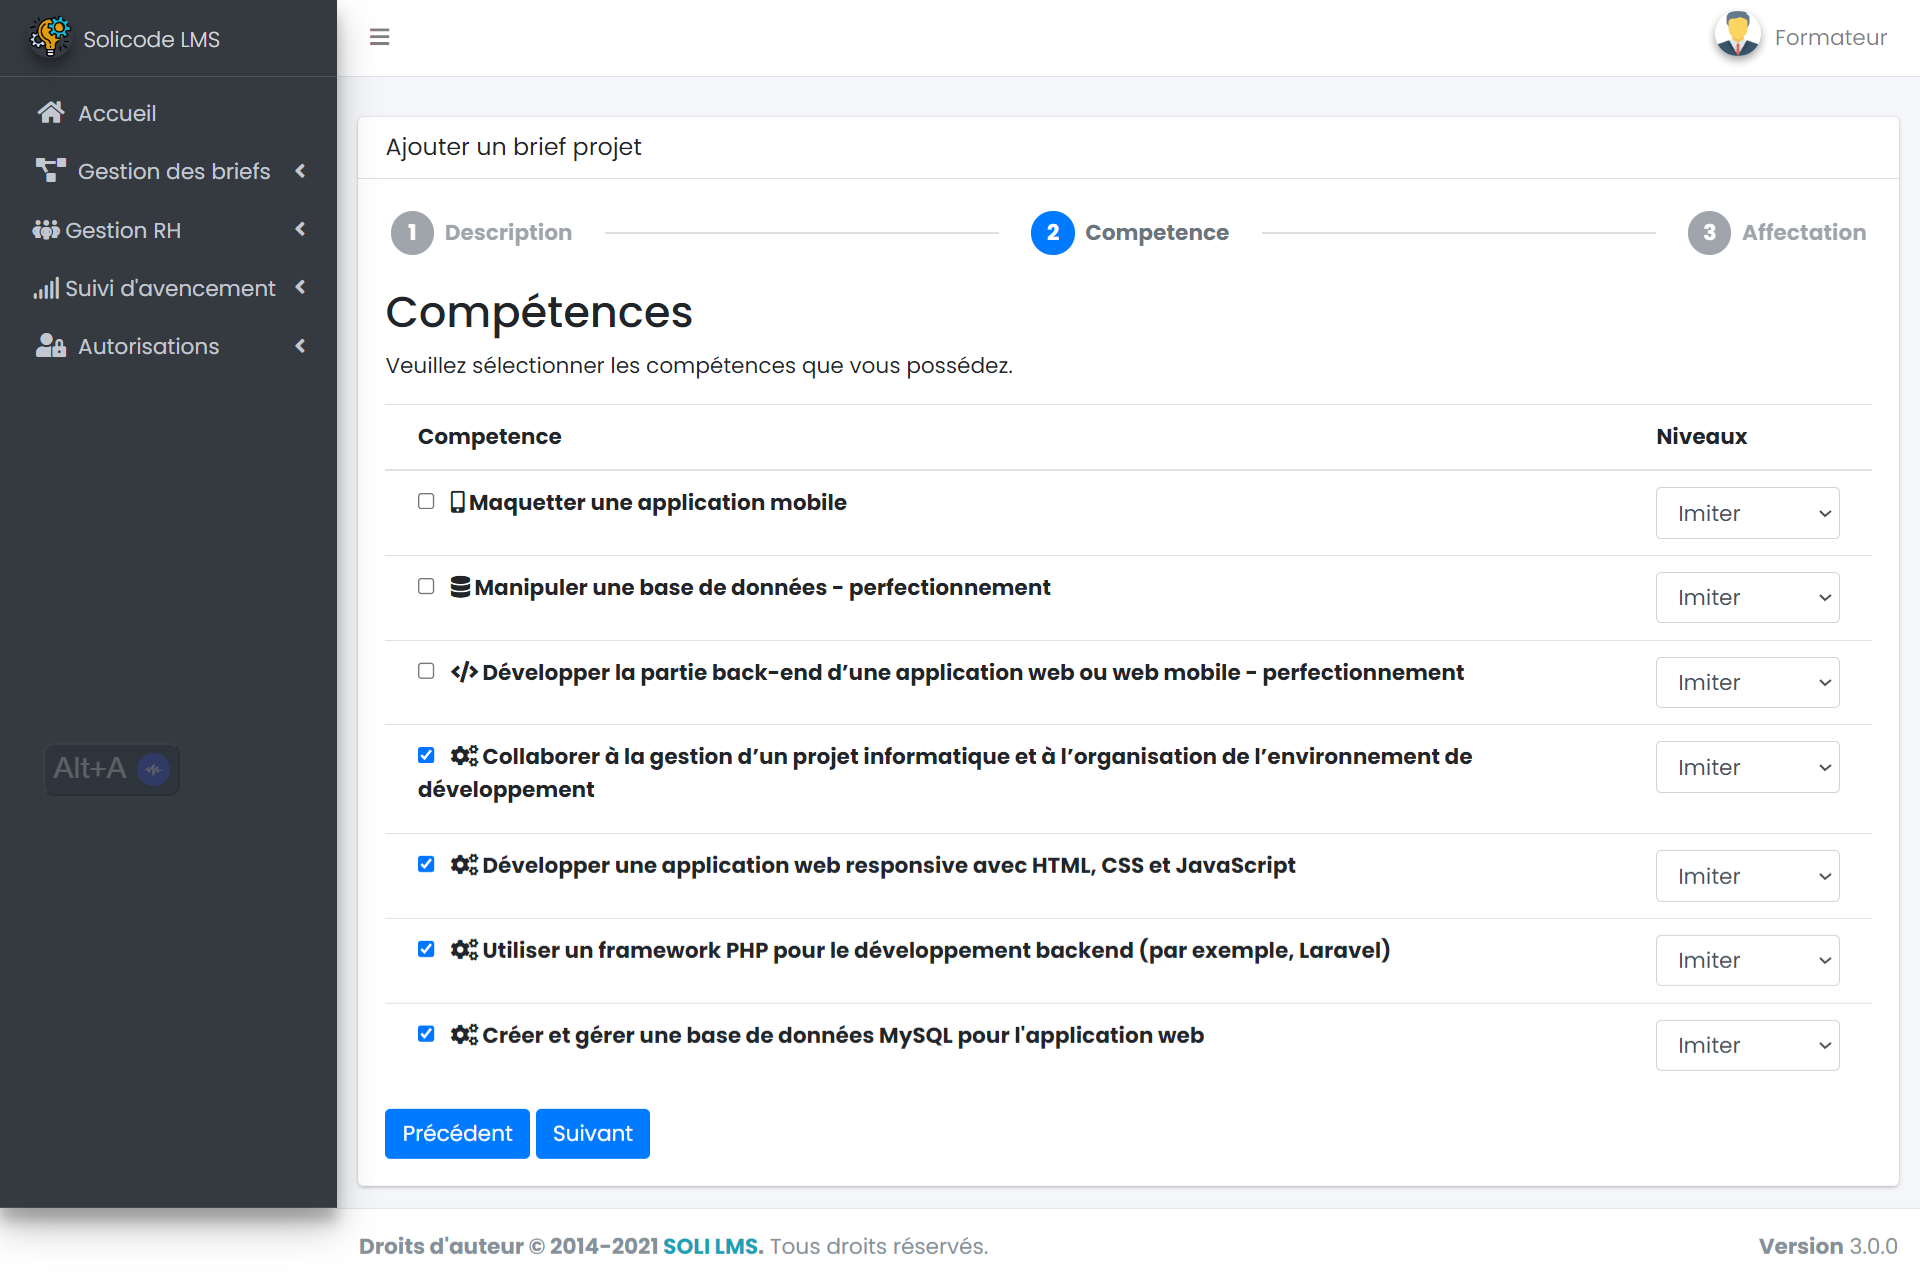 Solicode LMS
Formateur
Accueil
Gestion des briefs
Gestion RH
Suivi d'avencement
Autorisations
Alt+A
Ajouter un brief projet
1 Description
2 Competence
3 Affectation
Compétences
Veuillez sélectionner les compétences que vous possédez.
Competence Niveaux
Maquetter une application mobile Imiter
Manipuler une base de données - perfectionnement Imiter
Développer la partie back-end d’une application web ou web mobile - perfectionnement Imiter
Collaborer à la gestion d’un projet informatique et à l’organisation de l’environnement de Imiter
développement
Développer une application web responsive avec HTML, CSS et JavaScript Imiter
Utiliser un framework PHP pour le développement backend (par exemple, Laravel) Imiter
Créer et gérer une base de données MySQL pour l'application web Imiter
Précédent Suivant
Droits d'auteur © 2014-2021 SOLI LMS. Tous droits réservés.
Version 3.0.0